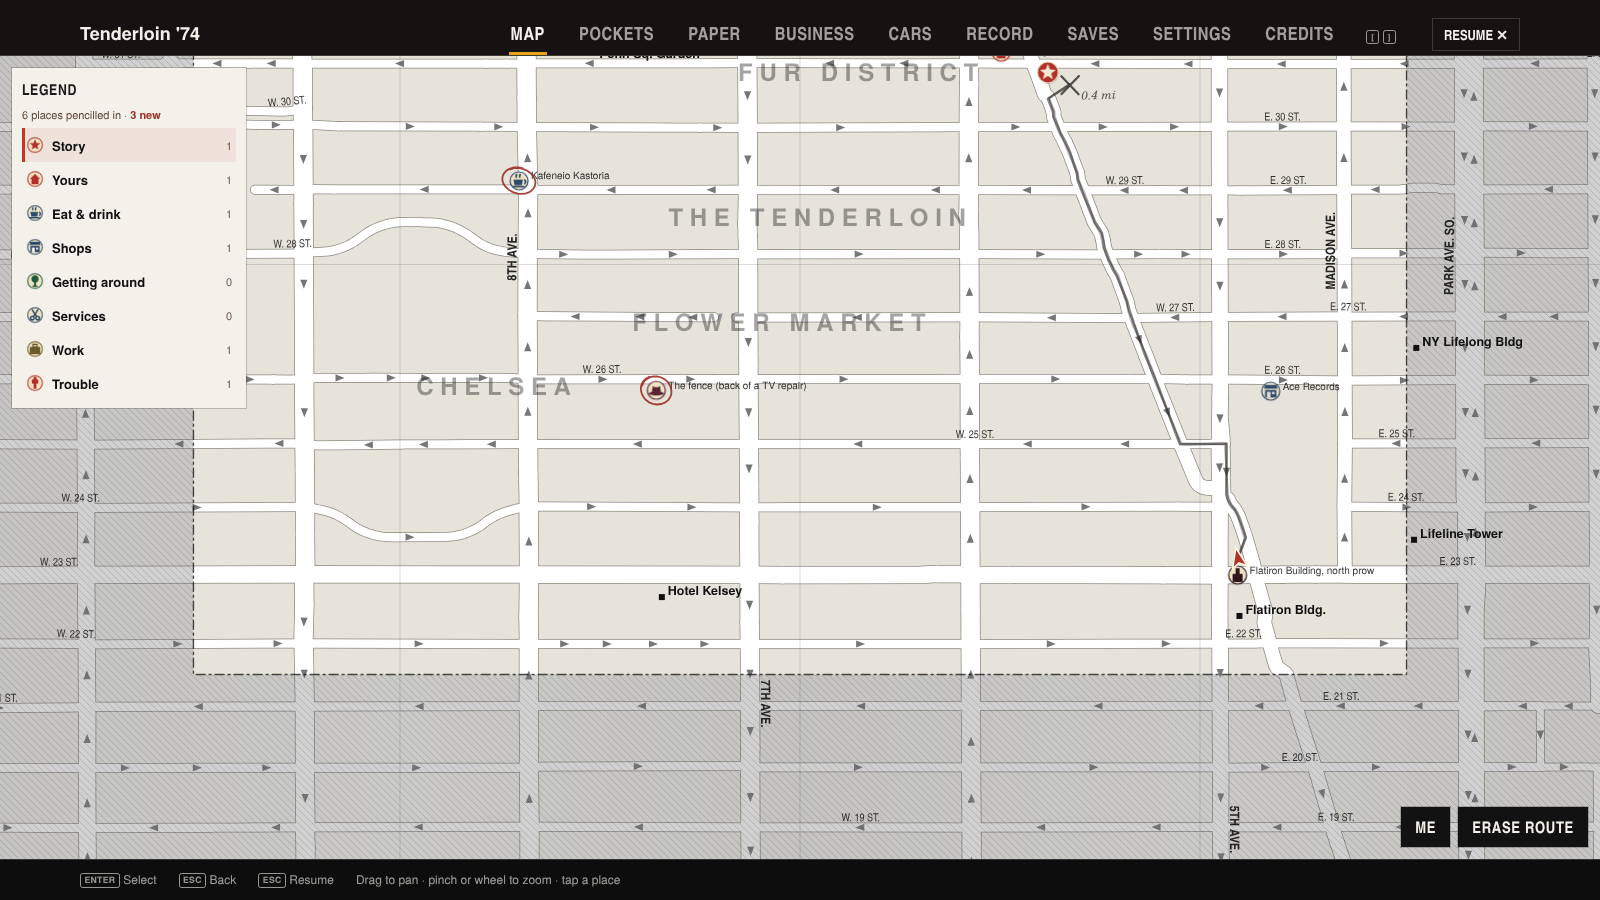 Tenderloin '74
MAP
POCKETS
PAPER
BUSINESS
CARS
RECORD
SAVES
SETTINGS
CREDITS
[ ]
RESUME ✕
LEGEND
6 places pencilled in · 3 new
Story 1
Yours 1
Eat & drink 1
Shops 1
Getting around 0
Services 0
Work 1
Trouble 1
FUR DISTRICT
0.4 mi
W. 30 ST.
E. 30 ST.
Kafeneio Kastoria
W. 29 ST.
E. 29 ST.
THE TENDERLOIN
W. 28 ST.
E. 28 ST.
8TH AVE.
MADISON AVE.
PARK AVE. SO.
W. 27 ST.
E. 27 ST.
FLOWER MARKET
NY Lifelong Bldg
W. 26 ST.
E. 26 ST.
CHELSEA
The fence (back of a TV repair)
Ace Records
W. 25 ST.
E. 25 ST.
W. 24 ST.
E. 24 ST.
Lifeline Tower
W. 23 ST.
E. 23 ST.
Flatiron Building, north prow
Hotel Kelsey
Flatiron Bldg.
W. 22 ST.
E. 22 ST.
7TH AVE.
E. 21 ST.
E. 20 ST.
W. 19 ST.
5TH AVE.
E. 19 ST.
ME
ERASE ROUTE
ENTER Select
ESC Back
ESC Resume
Drag to pan · pinch or wheel to zoom · tap a place